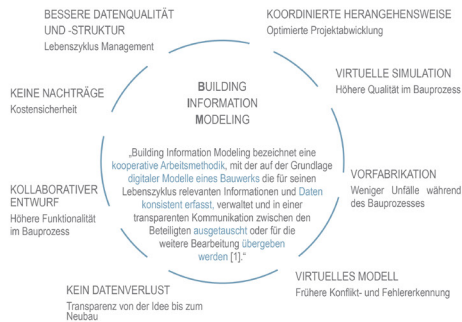 BESSERE DATENQUALITÄT
UND -STRUKTUR
Lebenszyklus Management
KOORDINIERTE HERANGEHENSWEISE
Optimierte Projektabwicklung
VIRTUELLE SIMULATION
Höhere Qualität im Bauprozess
KEINE NACHTRÄGE
Kostensicherheit
BUILDING
INFORMATION
MODELING
„Building Information Modeling bezeichnet eine
kooperative Arbeitsmethodik, mit der auf der Grundlage
digitaler Modelle eines Bauwerks die für seinen
Lebenszyklus relevanten Informationen und Daten
konsistent erfasst, verwaltet und in einer
transparenten Kommunikation zwischen den
Beteiligten ausgetauscht oder für die
weitere Bearbeitung übergeben
werden [1].“
VORFABRIKATION
Weniger Unfälle während
des Bauprozesses
KOLLABORATIVER
ENTWURF
Höhere Funktionalität
im Bauprozess
VIRTUELLES MODELL
Frühere Konflikt- und Fehlererkennung
KEIN DATENVERLUST
Transparenz von der Idee bis zum
Neubau